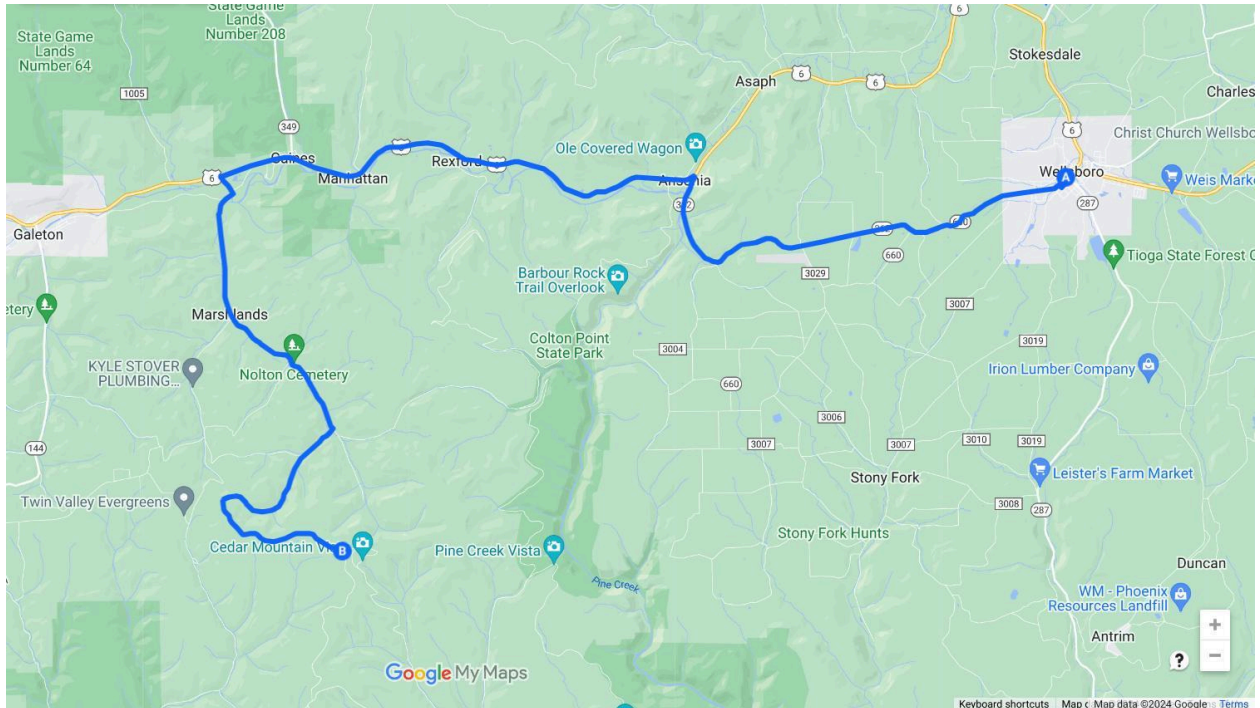 State Game
Lands
Number 208
State Game
Lands
Number 64
6
Stokesdale
1005
Asaph
6
6
Charles
349
Ole Covered Wagon
6
Christ Church Wellsbo
Gaines
Rexford
6
Manhattan
Ansonia
Wellsboro
A
Weis Mark
287
Galeton
660
Tioga State Forest C
Barbour Rock
Trail Overlook
3029
etery
3007
Marshlands
Colton Point
State Park
3004
3019
KYLE STOVER
PLUMBING...
Nolton Cemetery
Irion Lumber Company
660
3006
144
3007
3007
3010
3019
Stony Fork
Leister's Farm Market
Twin Valley Evergreens
3008
287
Stony Fork Hunts
Cedar Mountain Vi
B
Pine Creek Vista
Duncan
Pine Creek
WM - Phoenix
Resources Landfill
+
Antrim
−
?
Google My Maps
Keyboard shortcuts
Map data ©2024 Google
Terms